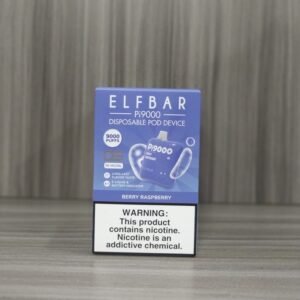 ELFBAR
Pi9000
DISPOSABLE POD DEVICE
9000
PUFFS
Pi9000
BERRY RASPBERRY
WARNING:
This product
contains nicotine.
Nicotine is an
addictive chemical.